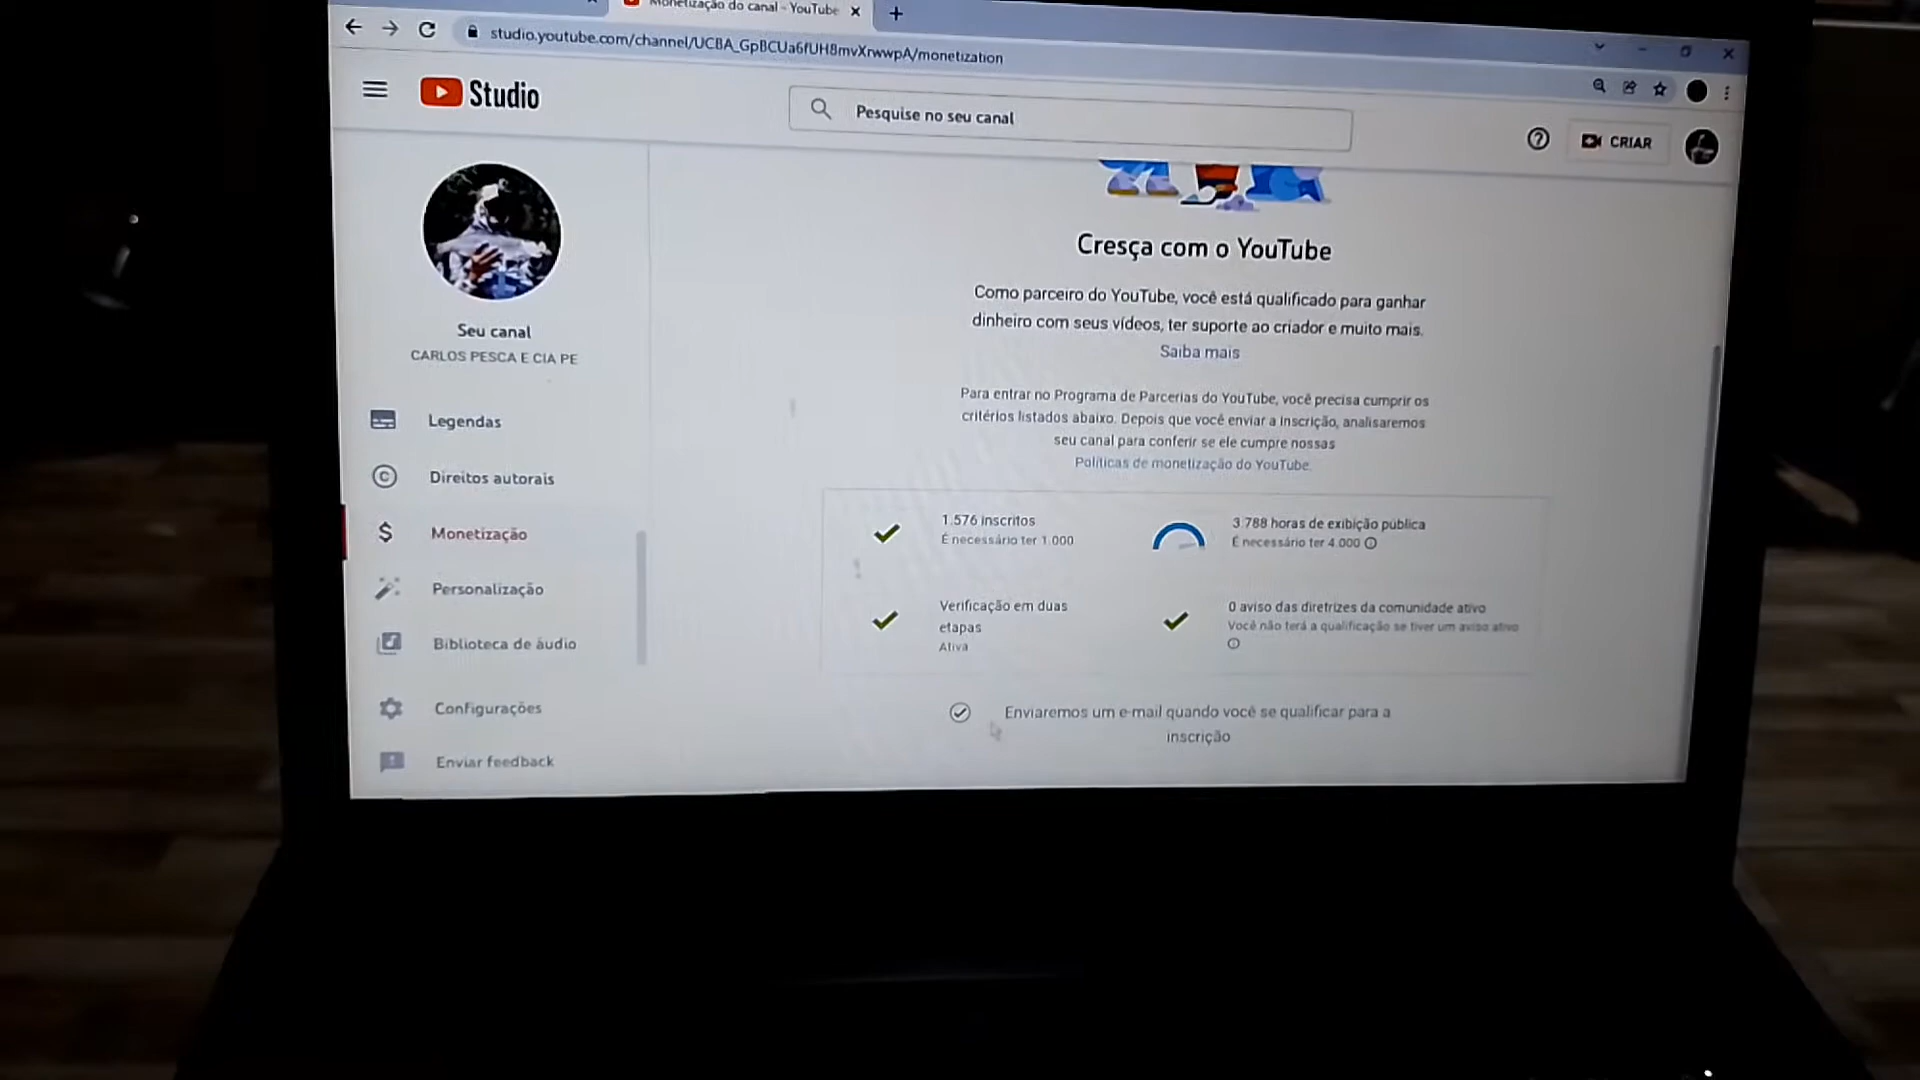 Monetização do canal - YouTube
studio.youtube.com/channel/UCBA_GpBCUa6fUH8mvXrwwpA/monetization
Studio
Pesquise no seu canal
CRIAR
Seu canal
CARLOS PESCA E CIA PE
Legendas
Direitos autorais
Monetização
Personalização
Biblioteca de áudio
Configurações
Enviar feedback
Cresça com o YouTube
Como parceiro do YouTube, você está qualificado para ganhar
dinheiro com seus vídeos, ter suporte ao criador e muito mais.
Saiba mais
Para entrar no Programa de Parcerias do YouTube, você precisa cumprir os
critérios listados abaixo. Depois que você enviar a inscrição, analisaremos
seu canal para conferir se ele cumpre nossas
Políticas de monetização do YouTube.
1.576 inscritos
É necessário ter 1.000
3.788 horas de exibição pública
É necessário ter 4.000
Verificação em duas
etapas
Ativa
0 aviso das diretrizes da comunidade ativo
Você não terá a qualificação se tiver um aviso ativo
Enviaremos um e-mail quando você se qualificar para a
inscrição